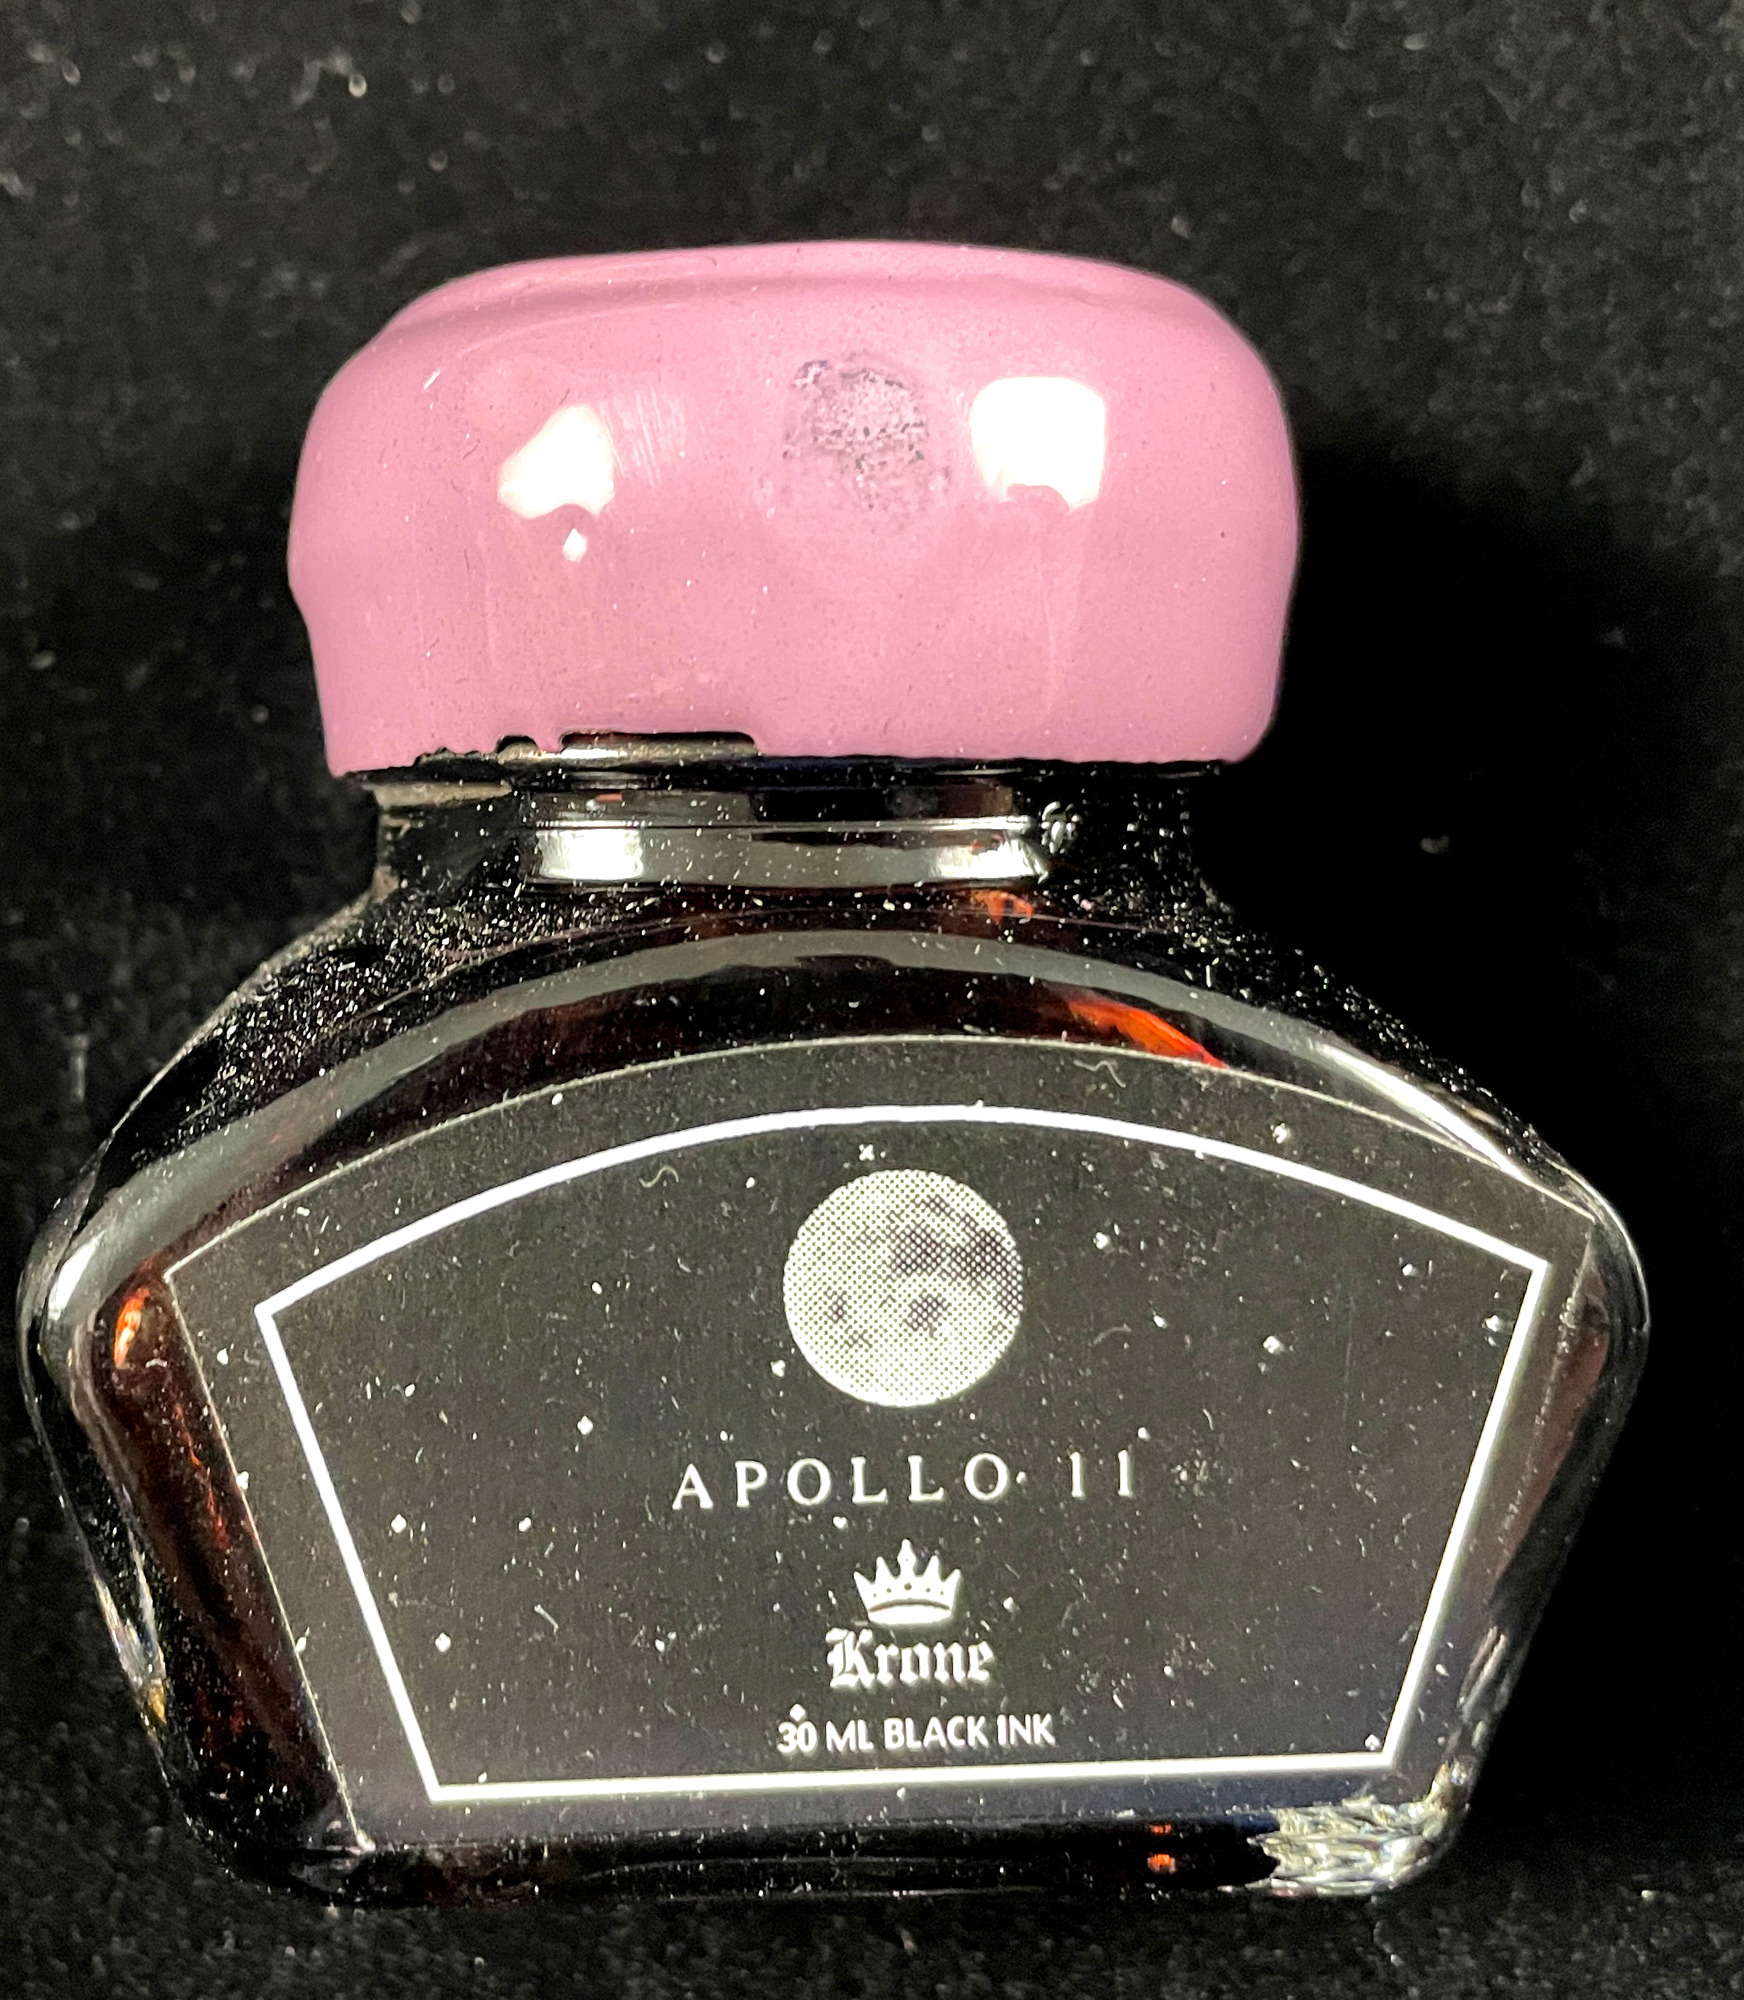 APOLLO 11
Krone
30 ML BLACK INK